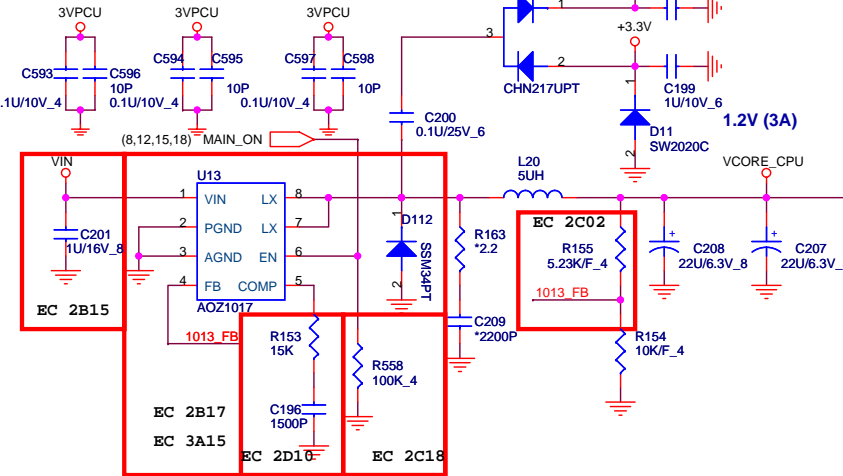 3VPCU 3VPCU 3VPCU
1
+3.3V
3
2
C593 C596 C594 C595 C597 C598
10P 10P 10P
.1U/10V_4 0.1U/10V_4 0.1U/10V_4
CHN217UPT
C199
1U/10V_6
1
C200
0.1U/25V_6
1.2V (3A)
D11
SW2020C
2
(8,12,15,18) MAIN_ON
VIN
U13
L20
5UH
VCORE_CPU
1 VIN LX 8
2 PGND LX 7
3 AGND EN 6
4 FB COMP 5
AOZ1017
C201
1U/16V_8
EC 2B15
1
D112
SSM34PT
2
R163
*2.2
C209
*2200P
EC 2C02
R155
5.23K/F_4
1013_FB
C208
22U/6.3V_8
C207
22U/6.3V_
R154
10K/F_4
1013_FB
R153
15K
R558
100K_4
C196
1500P
EC 2B17
EC 3A15
EC 2D10
EC 2C18